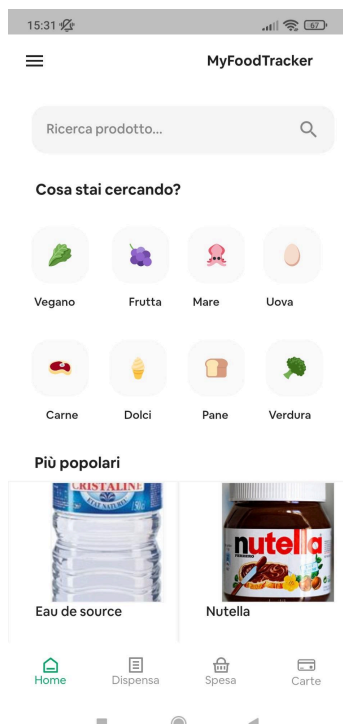 15:31
67
MyFoodTracker
Ricerca prodotto...
Cosa stai cercando?
Vegano Frutta Mare Uova
Carne Dolci Pane Verdura
Più popolari
CRISTALINE
nutella
FERRERO
Eau de source Nutella
Home Dispensa Spesa Carte